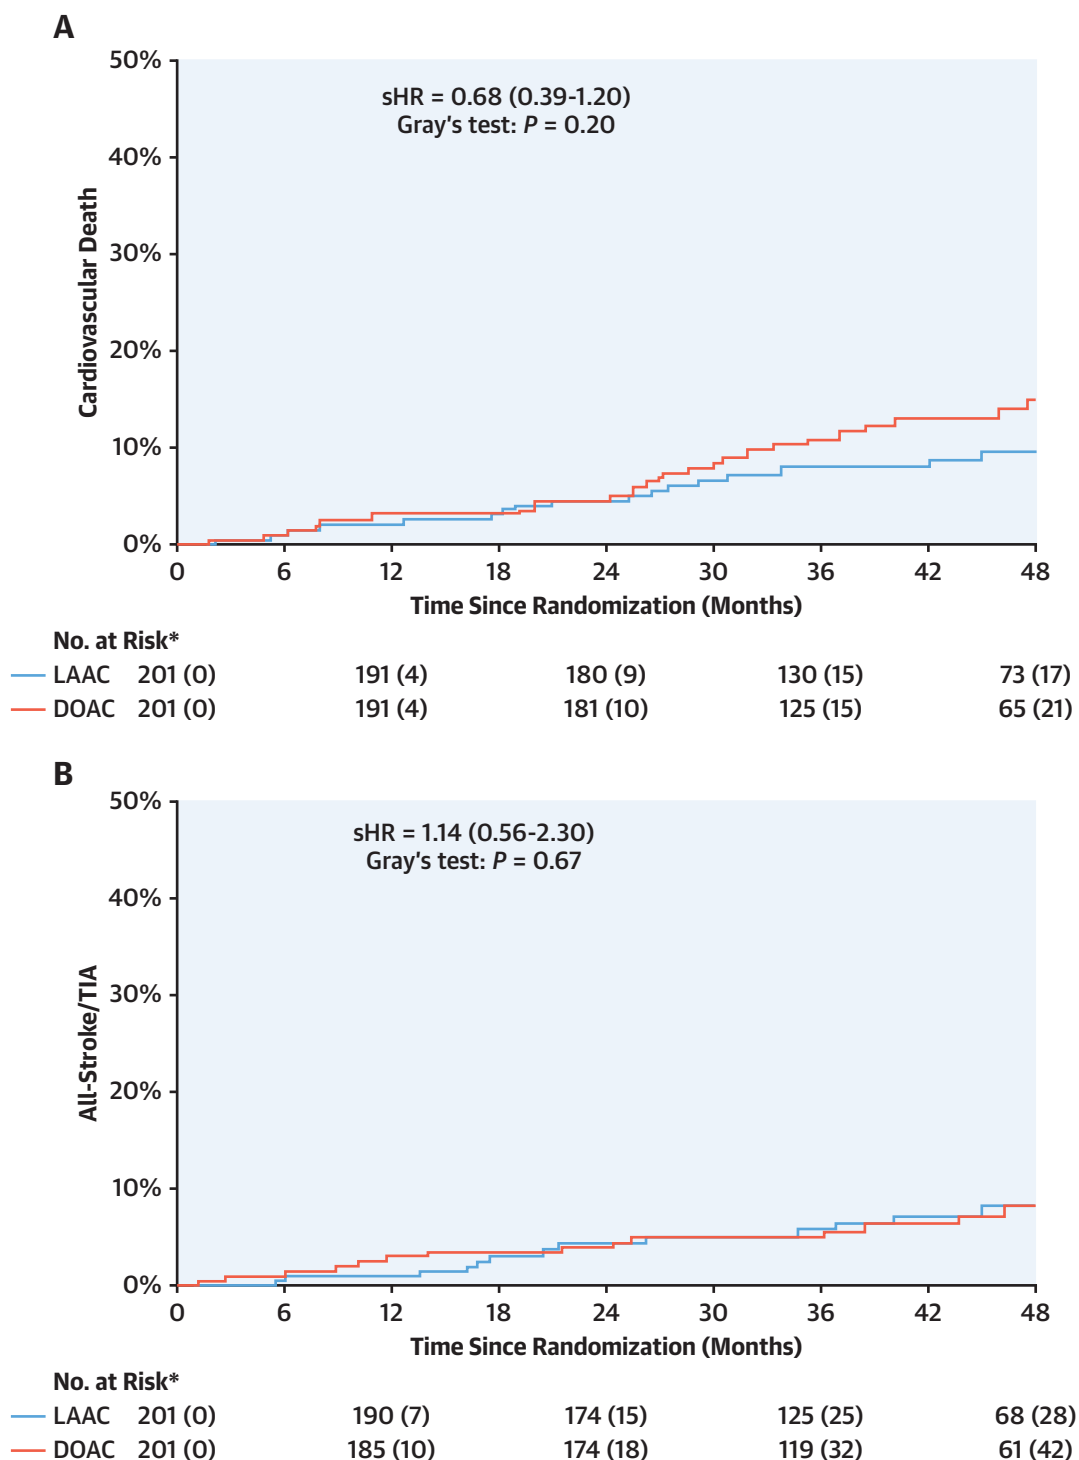 A
50%
sHR = 0.68 (0.39-1.20)
Gray's test: P = 0.20
40%
30%
20%
10%
0%
Cardiovascular Death
0 6 12 18 24 30 36 42 48
Time Since Randomization (Months)
No. at Risk*
LAAC 201 (0) 191 (4) 180 (9) 130 (15) 73 (17)
DOAC 201 (0) 191 (4) 181 (10) 125 (15) 65 (21)
B
50%
sHR = 1.14 (0.56-2.30)
Gray's test: P = 0.67
40%
30%
20%
10%
0%
All-Stroke/TIA
0 6 12 18 24 30 36 42 48
Time Since Randomization (Months)
No. at Risk*
LAAC 201 (0) 190 (7) 174 (15) 125 (25) 68 (28)
DOAC 201 (0) 185 (10) 174 (18) 119 (32) 61 (42)